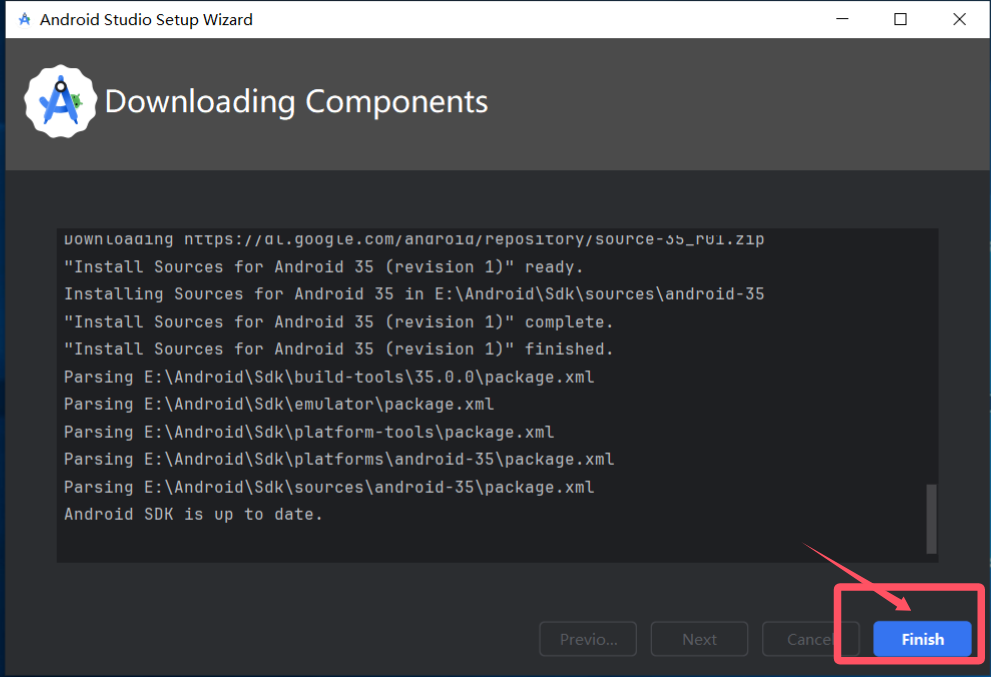 Android Studio Setup Wizard
Downloading Components
Downloading https://dl.google.com/android/repository/source-35_r01.zip
"Install Sources for Android 35 (revision 1)" ready.
Installing Sources for Android 35 in E:\Android\Sdk\sources\android-35
"Install Sources for Android 35 (revision 1)" complete.
"Install Sources for Android 35 (revision 1)" finished.
Parsing E:\Android\Sdk\build-tools\35.0.0\package.xml
Parsing E:\Android\Sdk\emulator\package.xml
Parsing E:\Android\Sdk\platform-tools\package.xml
Parsing E:\Android\Sdk\platforms\android-35\package.xml
Parsing E:\Android\Sdk\sources\android-35\package.xml
Android SDK is up to date.
Previo... Next Cancel Finish